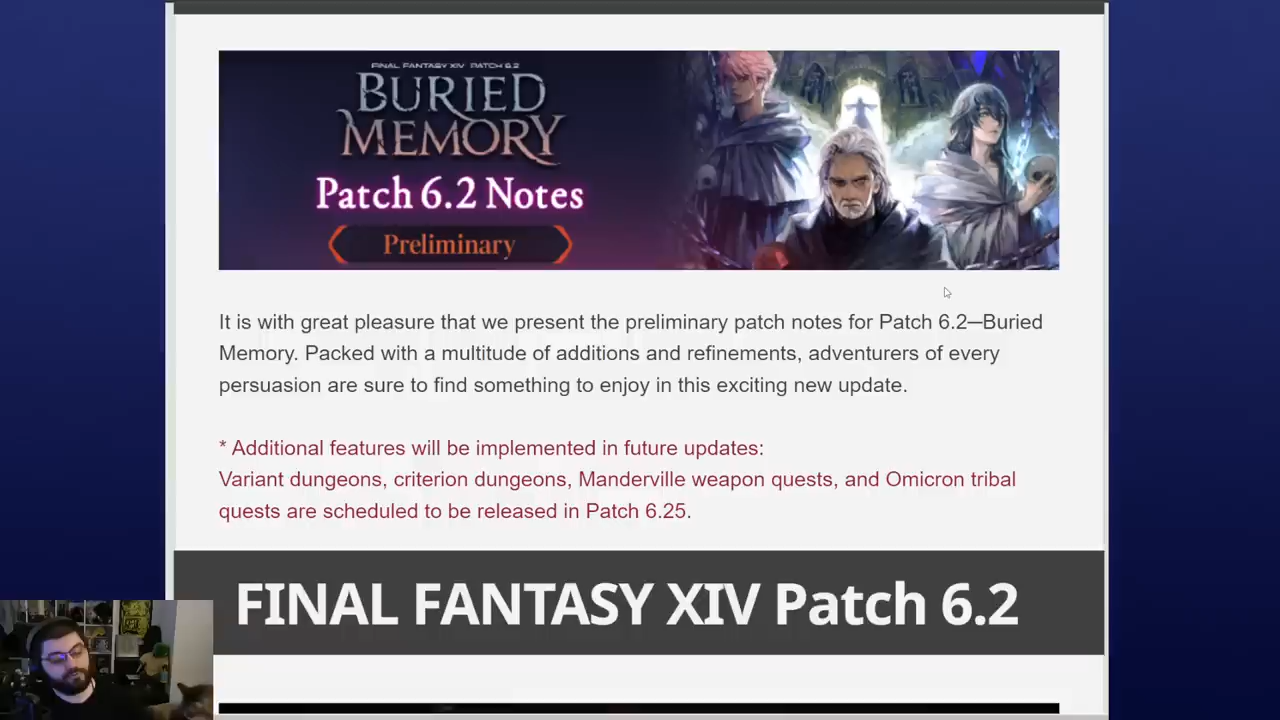 FINAL FANTASY XIV PATCH 6.2
BURIED
MEMORY
Patch 6.2 Notes
Preliminary
It is with great pleasure that we present the preliminary patch notes for Patch 6.2—Buried
Memory. Packed with a multitude of additions and refinements, adventurers of every
persuasion are sure to find something to enjoy in this exciting new update.
* Additional features will be implemented in future updates:
Variant dungeons, criterion dungeons, Manderville weapon quests, and Omicron tribal
quests are scheduled to be released in Patch 6.25.
FINAL FANTASY XIV Patch 6.2